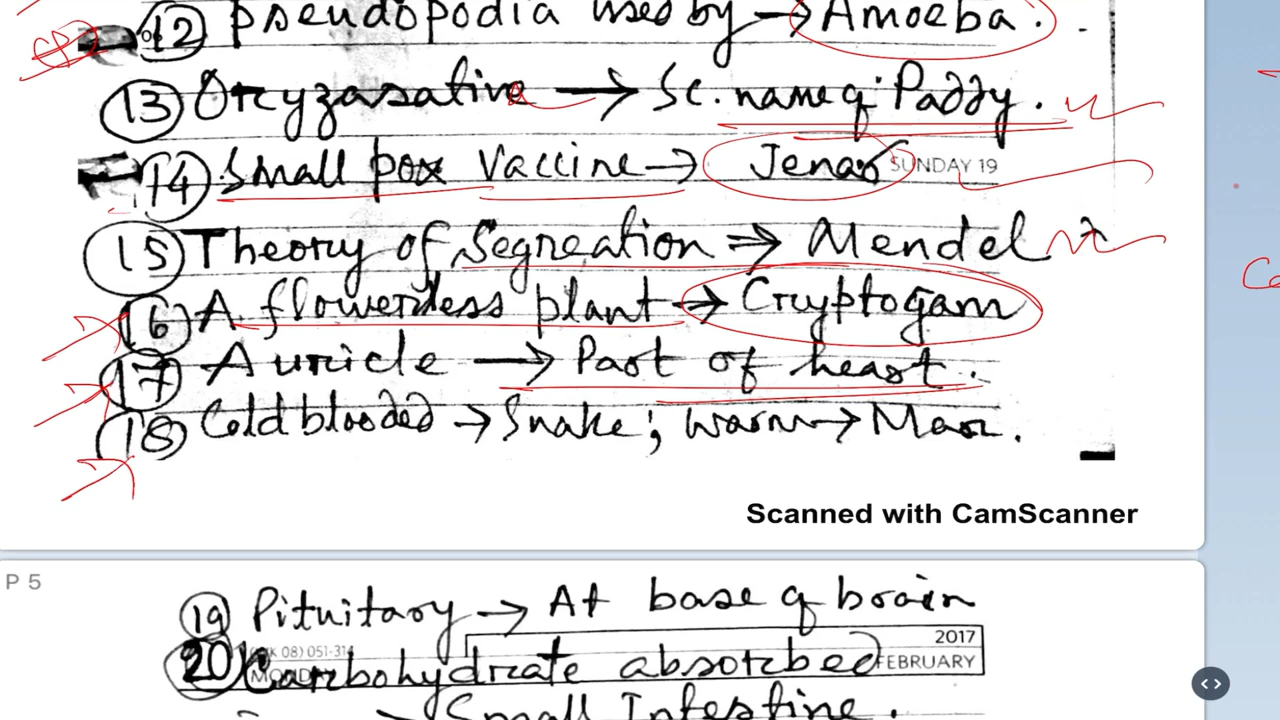 12 Pseudopodia used by → Amoeba.
13 Oryzasativa → Sc. name of Paddy.
14 Small pox Vaccine → Jenar SUNDAY 19
15 Theory of Segreation ⇒ Mendel
16 A flowerless plant → Cryptogam
17 Auricle → Part of heart.
18 Cold blooded → Snake; Warm → Man.
Scanned with CamScanner
P 5
19 Pituitary → At base of brain
2017
20 Carbohydrate absorbed FEBRUARY
→ Small Intestine.